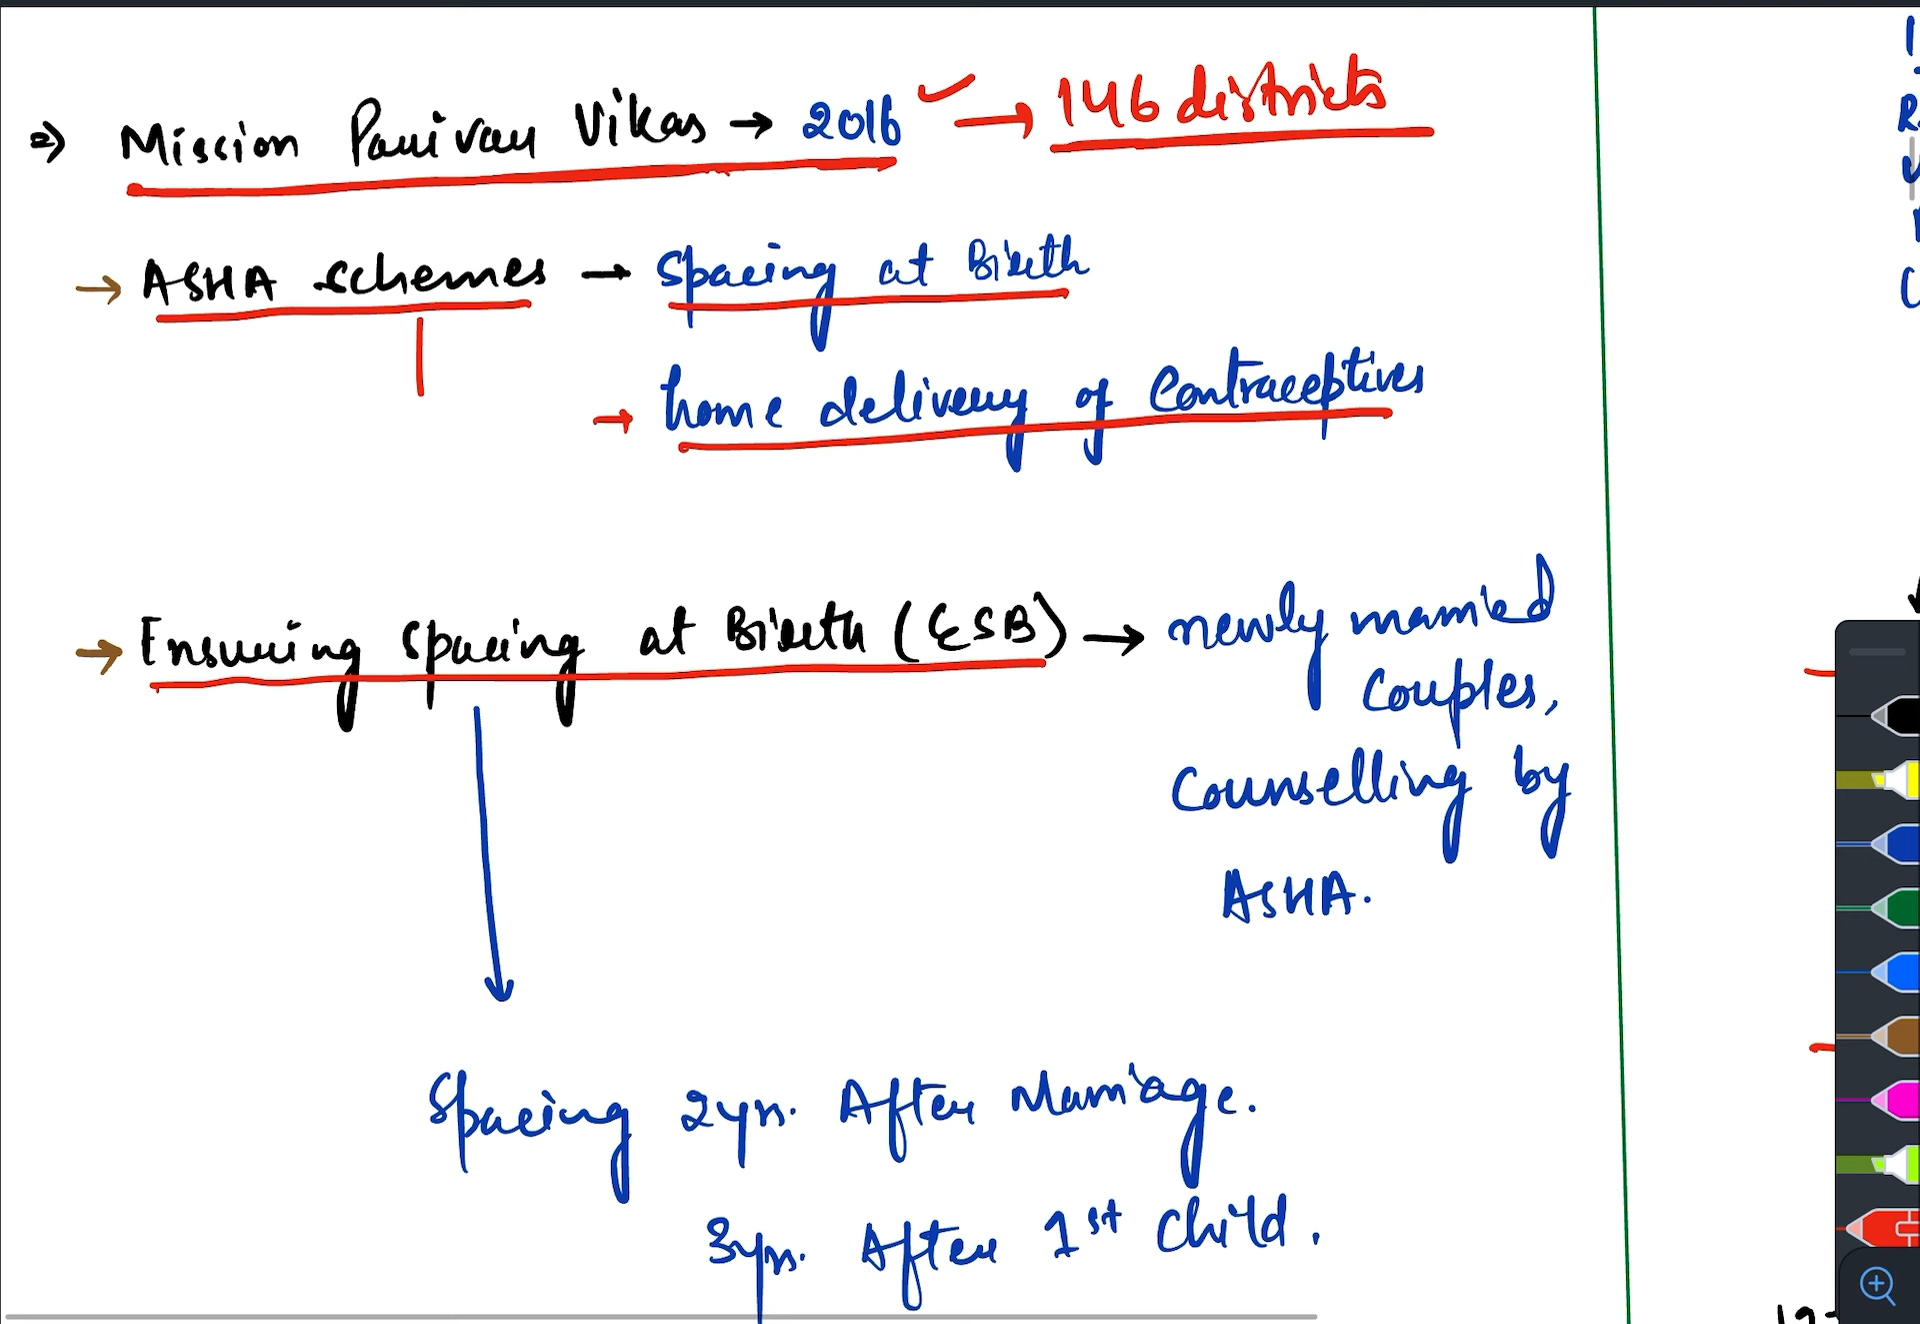 ⇒ Mission Parivar Vikas → 2016 ✓ → 146 districts
→ ASHA schemes → spacing at Birth
→ home delivery of Contraceptives
→ Ensuring spacing at Birth (ESB) → newly married
couples,
Counselling by
ASHA.
Spacing 2yrs. After Marriage.
3yrs. After 1st child.